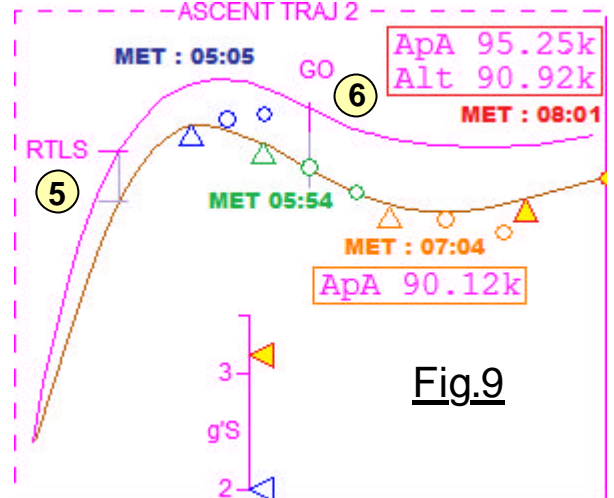 ASCENT TRAJ 2
MET : 05:05
ApA 95.25k
Alt 90.92k
GO
6
MET : 08:01
RTLS
5
MET 05:54
MET : 07:04
ApA 90.12k
3
Fig.9
g'S
2